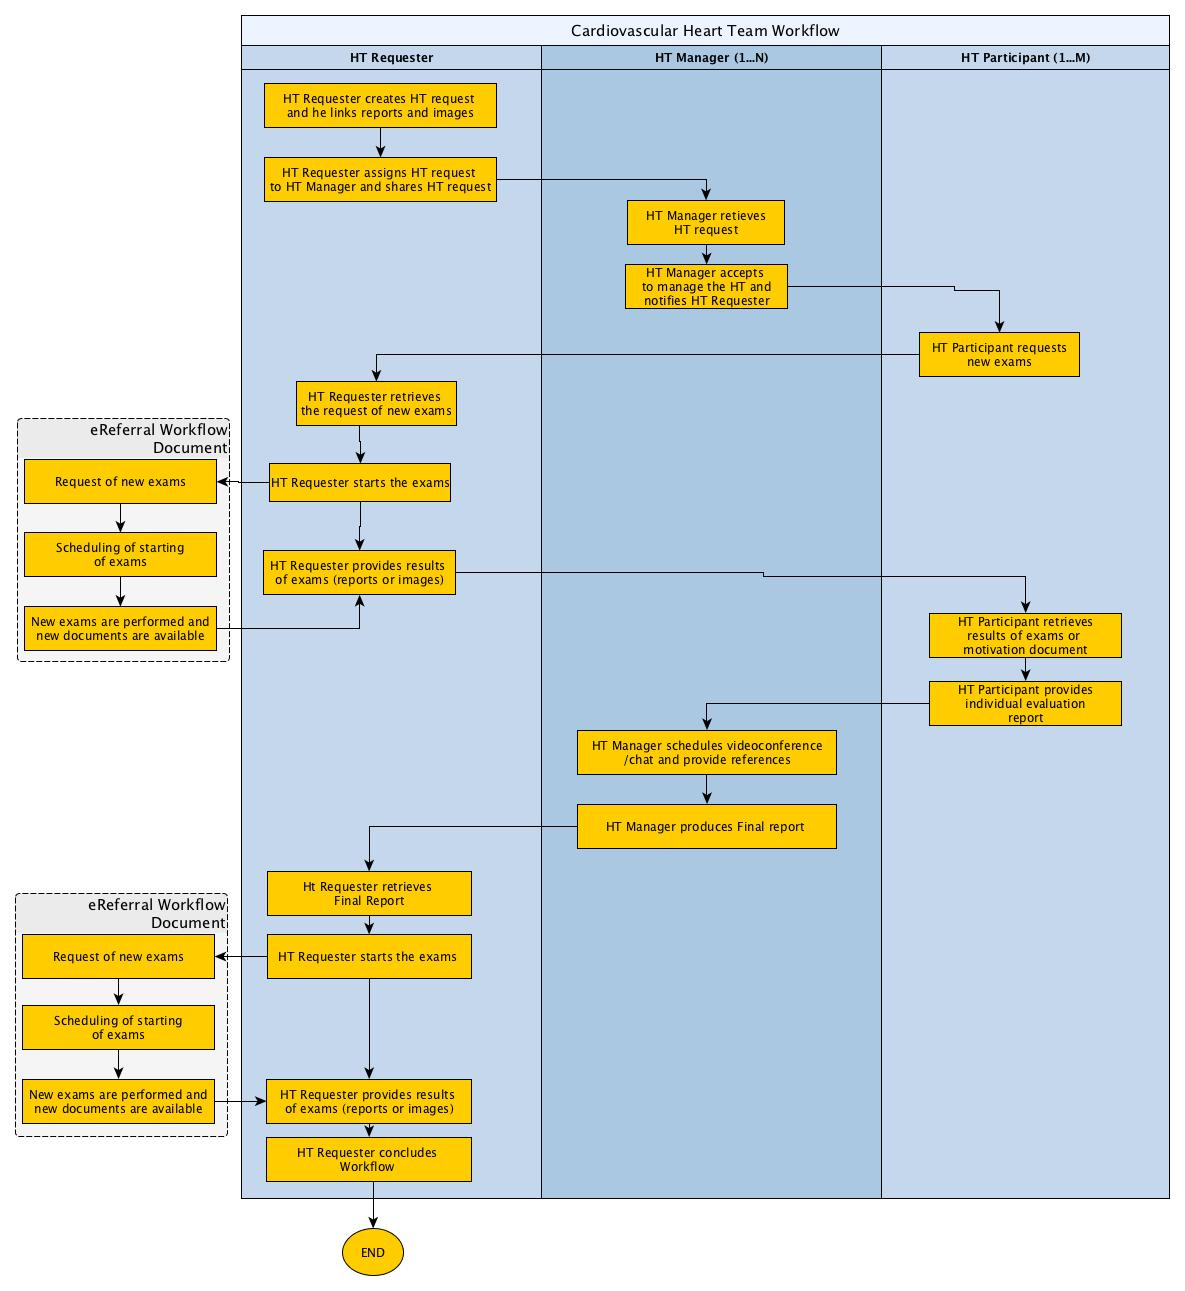 Cardiovascular Heart Team Workflow
HT Requester
HT Manager (1...N)
HT Participant (1...M)
HT Requester creates HT request
and he links reports and images
HT Requester assigns HT request
to HT Manager and shares HT request
HT Manager retieves
HT request
HT Manager accepts
to manage the HT and
notifies HT Requester
HT Participant requests
new exams
HT Requester retrieves
the request of new exams
eReferral Workflow
Document
Request of new exams
HT Requester starts the exams
Scheduling of starting
of exams
HT Requester provides results
of exams (reports or images)
New exams are performed and
new documents are available
HT Participant retrieves
results of exams or
motivation document
HT Participant provides
individual evaluation
report
HT Manager schedules videoconference
/chat and provide references
HT Manager produces Final report
Ht Requester retrieves
Final Report
eReferral Workflow
Document
Request of new exams
HT Requester starts the exams
Scheduling of starting
of exams
New exams are performed and
new documents are available
HT Requester provides results
of exams (reports or images)
HT Requester concludes
Workflow
END